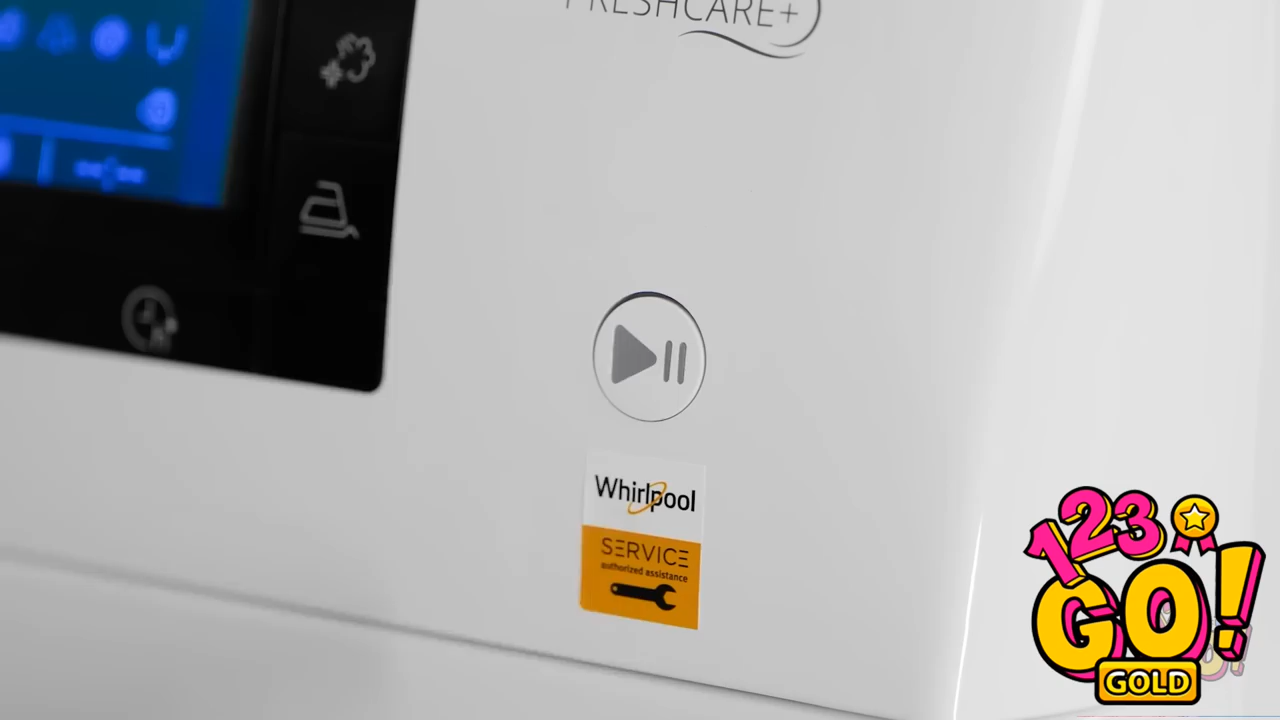 FRESHCARE+
Whirlpool
SERVICE
authorized assistance
123
GO!
GOLD